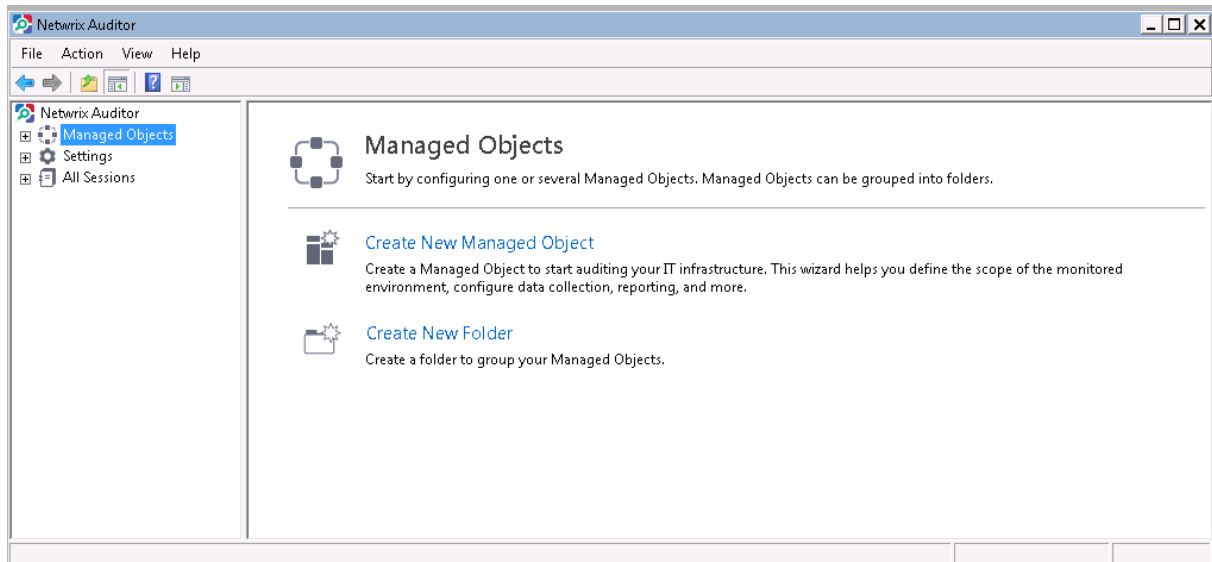 Netwrix Auditor
File Action View Help
Netwrix Auditor
Managed Objects
Settings
All Sessions
Managed Objects
Start by configuring one or several Managed Objects. Managed Objects can be grouped into folders.
Create New Managed Object
Create a Managed Object to start auditing your IT infrastructure. This wizard helps you define the scope of the monitored
environment, configure data collection, reporting, and more.
Create New Folder
Create a folder to group your Managed Objects.